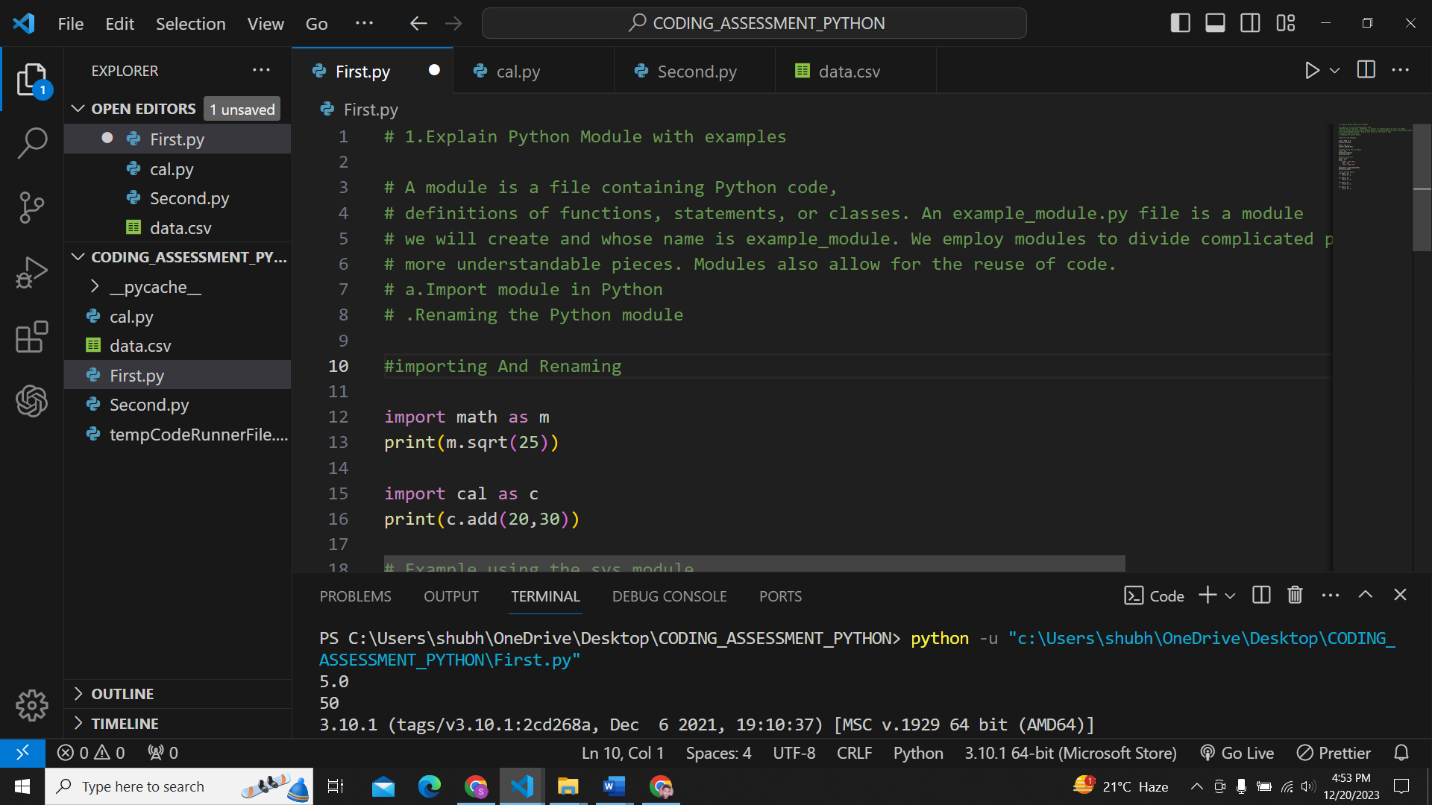 File Edit Selection View Go ··· CODING_ASSESSMENT_PYTHON
EXPLORER
OPEN EDITORS 1 unsaved
First.py
cal.py
Second.py
data.csv
CODING_ASSESSMENT_PY...
__pycache__
cal.py
data.csv
First.py
Second.py
tempCodeRunnerFile....
OUTLINE
TIMELINE
1
First.py cal.py Second.py data.csv
First.py
1 # 1.Explain Python Module with examples
2
3 # A module is a file containing Python code,
4 # definitions of functions, statements, or classes. An example_module.py file is a module
5 # we will create and whose name is example_module. We employ modules to divide complicated p
6 # more understandable pieces. Modules also allow for the reuse of code.
7 # a.Import module in Python
8 # .Renaming the Python module
9
10 #importing And Renaming
11
12 import math as m
13 print(m.sqrt(25))
14
15 import cal as c
16 print(c.add(20,30))
17
18 # Example using the sys module
PROBLEMS OUTPUT TERMINAL DEBUG CONSOLE PORTS Code
PS C:\Users\shubh\OneDrive\Desktop\CODING_ASSESSMENT_PYTHON> python -u "c:\Users\shubh\OneDrive\Desktop\CODING_
ASSESSMENT_PYTHON\First.py"
5.0
50
3.10.1 (tags/v3.10.1:2cd268a, Dec  6 2021, 19:10:37) [MSC v.1929 64 bit (AMD64)]
0 0 0 Ln 10, Col 1 Spaces: 4 UTF-8 CRLF Python 3.10.1 64-bit (Microsoft Store) Go Live Prettier
Type here to search 21°C Haze 4:53 PM
12/20/2023